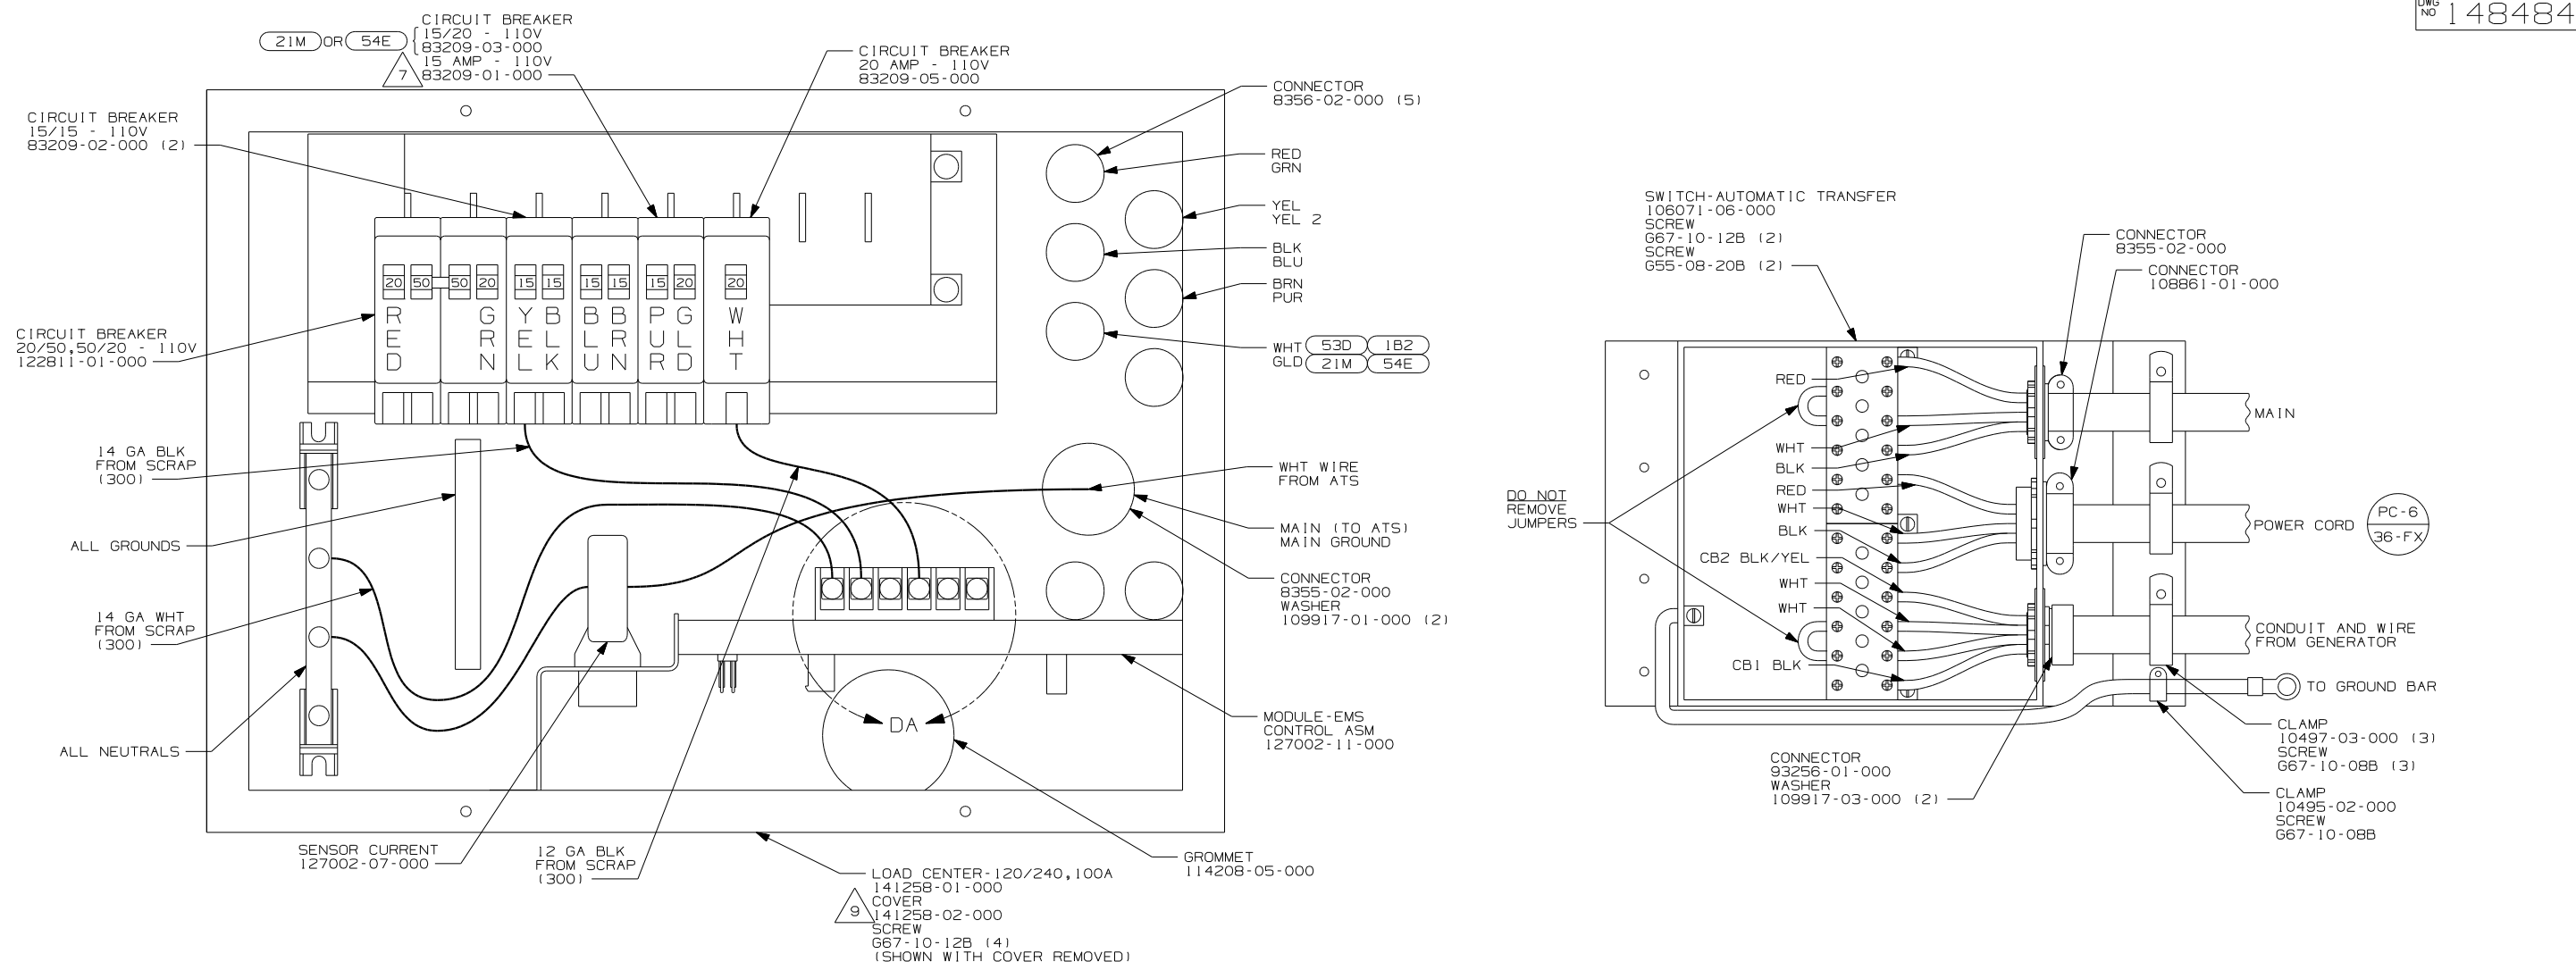 DWG NO 148484
21M OR 54E
CIRCUIT BREAKER
15/20 - 110V
83209-03-000
15 AMP - 110V
83209-01-000
7
CIRCUIT BREAKER
20 AMP - 110V
83209-05-000
CIRCUIT BREAKER
15/15 - 110V
83209-02-000 (2)
CIRCUIT BREAKER
20/50,50/20 - 110V
122811-01-000
20 50 50 20 15 15 15 15 15 20 20
RED GRN YEL BLK BLU BRN PUR GLD WHT
CONNECTOR
8356-02-000 (5)
RED
GRN
YEL
YEL 2
BLK
BLU
BRN
PUR
WHT 53D 1B2
GLD 21M 54E
14 GA BLK
FROM SCRAP
(300)
ALL GROUNDS
14 GA WHT
FROM SCRAP
(300)
ALL NEUTRALS
WHT WIRE
FROM ATS
MAIN (TO ATS)
MAIN GROUND
CONNECTOR
8355-02-000
WASHER
109917-01-000 (2)
DA
MODULE-EMS
CONTROL ASM
127002-11-000
SENSOR CURRENT
127002-07-000
12 GA BLK
FROM SCRAP
(300)
GROMMET
114208-05-000
LOAD CENTER-120/240,100A
141258-01-000
COVER
9
141258-02-000
SCREW
G67-10-12B (4)
(SHOWN WITH COVER REMOVED)
SWITCH-AUTOMATIC TRANSFER
106071-06-000
SCREW
G67-10-12B (2)
SCREW
G55-08-20B (2)
CONNECTOR
8355-02-000
CONNECTOR
108861-01-000
RED
WHT
BLK
RED
WHT
BLK
CB2 BLK/YEL
WHT
WHT
CB1 BLK
DO NOT
REMOVE
JUMPERS
MAIN
POWER CORD
PC-6
36-FX
CONDUIT AND WIRE
FROM GENERATOR
TO GROUND BAR
CLAMP
10497-03-000 (3)
SCREW
G67-10-08B (3)
CLAMP
10495-02-000
SCREW
G67-10-08B
CONNECTOR
93256-01-000
WASHER
109917-03-000 (2)